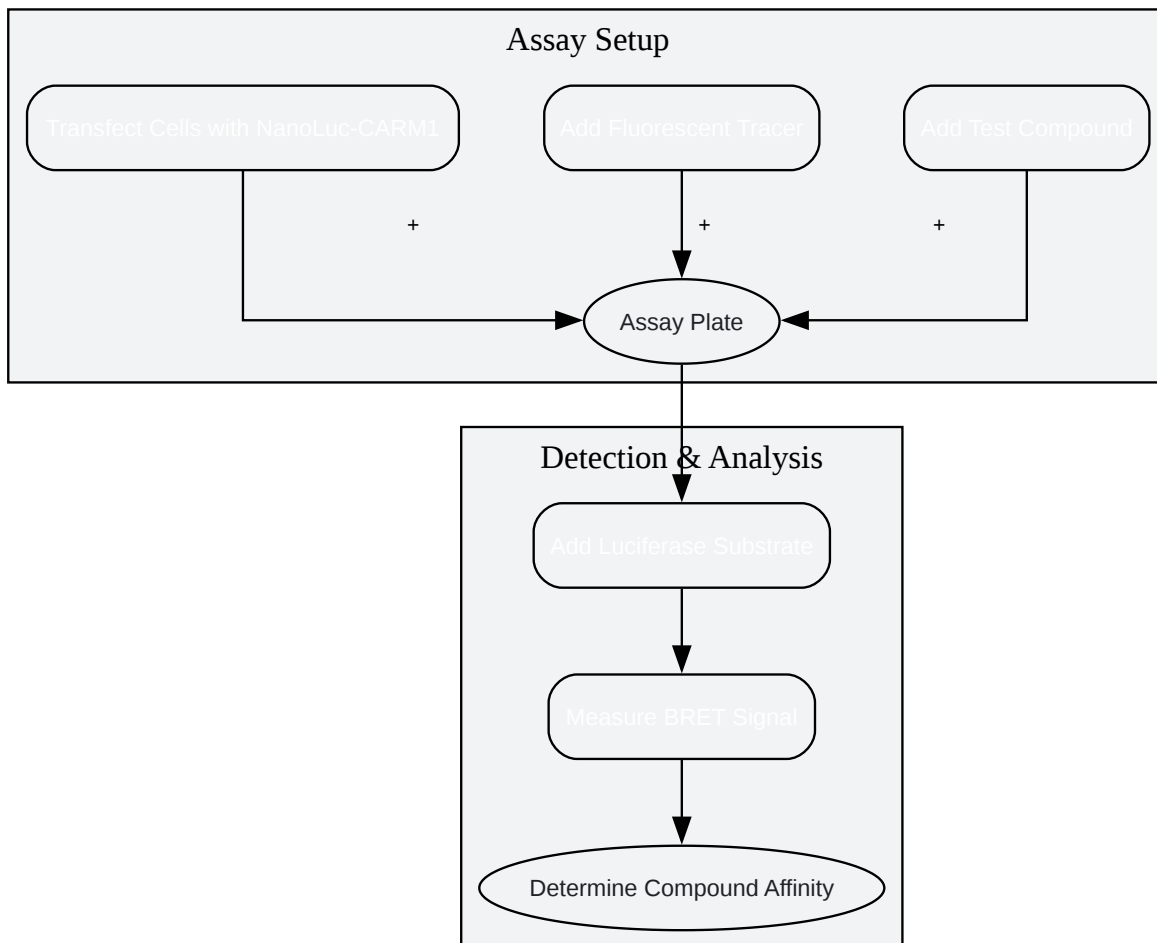 Assay Setup
Transfect Cells with NanoLuc-CARM1
Add Fluorescent Tracer
Add Test Compound
+
+
+
Assay Plate
Detection & Analysis
Add Luciferase Substrate
Measure BRET Signal
Determine Compound Affinity